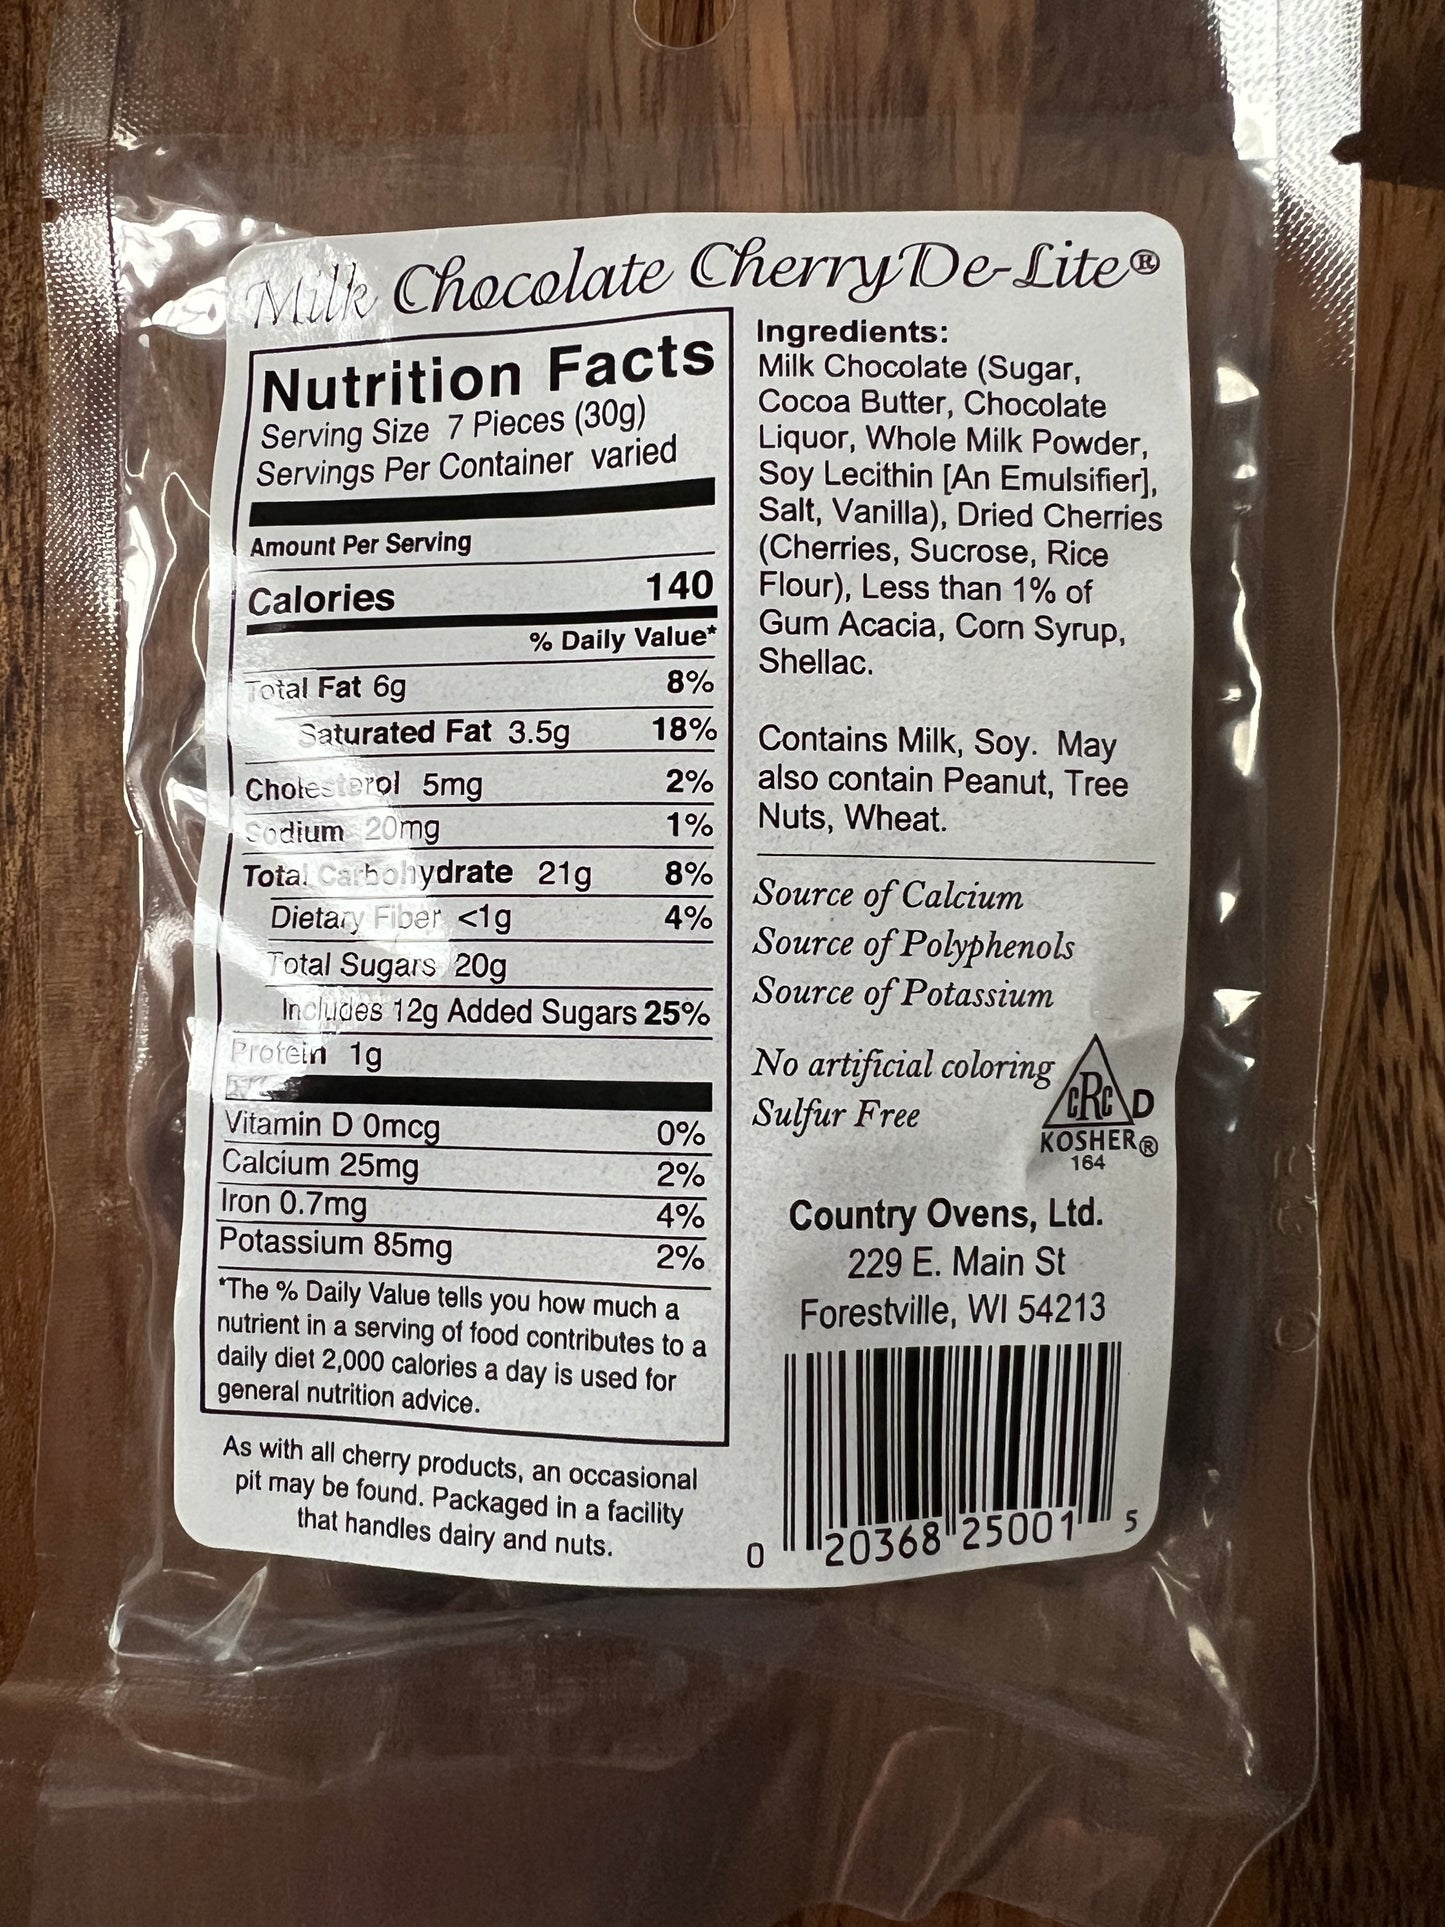 Milk Chocolate Cherry De-Lite®
Nutrition Facts
Serving Size 7 Pieces (30g)
Servings Per Container varied
Amount Per Serving
Calories 140
% Daily Value*
Total Fat 6g 8%
Saturated Fat 3.5g 18%
Cholesterol 5mg 2%
Sodium 20mg 1%
Total Carbohydrate 21g 8%
Dietary Fiber <1g 4%
Total Sugars 20g
Includes 12g Added Sugars 25%
Protein 1g
Vitamin D 0mcg 0%
Calcium 25mg 2%
Iron 0.7mg 4%
Potassium 85mg 2%
*The % Daily Value tells you how much a
nutrient in a serving of food contributes to a
daily diet 2,000 calories a day is used for
general nutrition advice.
As with all cherry products, an occasional
pit may be found. Packaged in a facility
that handles dairy and nuts.
Ingredients:
Milk Chocolate (Sugar,
Cocoa Butter, Chocolate
Liquor, Whole Milk Powder,
Soy Lecithin [An Emulsifier],
Salt, Vanilla), Dried Cherries
(Cherries, Sucrose, Rice
Flour), Less than 1% of
Gum Acacia, Corn Syrup,
Shellac.
Contains Milk, Soy. May
also contain Peanut, Tree
Nuts, Wheat.
Source of Calcium
Source of Polyphenols
Source of Potassium
No artificial coloring
Sulfur Free
cRc D
KOSHER®
164
Country Ovens, Ltd.
229 E. Main St
Forestville, WI 54213
0 20368 25001 5